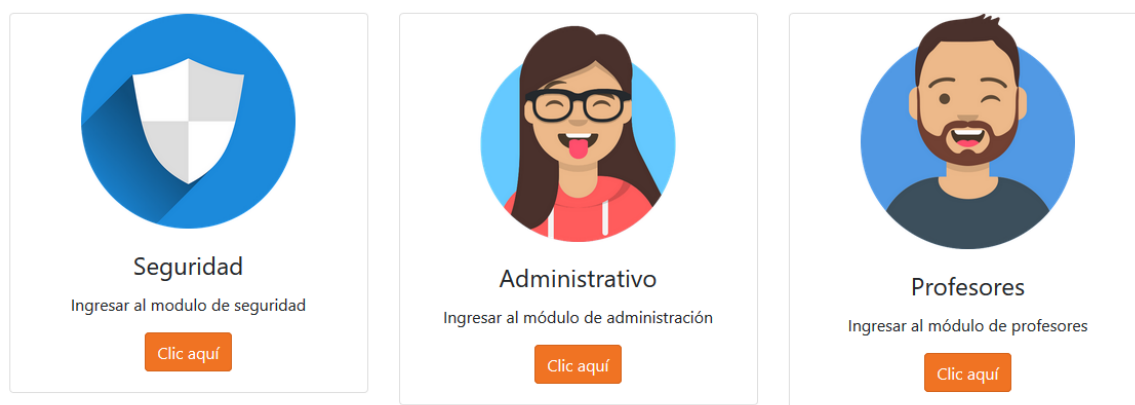 Seguridad
Ingresar al modulo de seguridad
Clic aquí
Administrativo
Ingresar al módulo de administración
Clic aquí
Profesores
Ingresar al módulo de profesores
Clic aquí